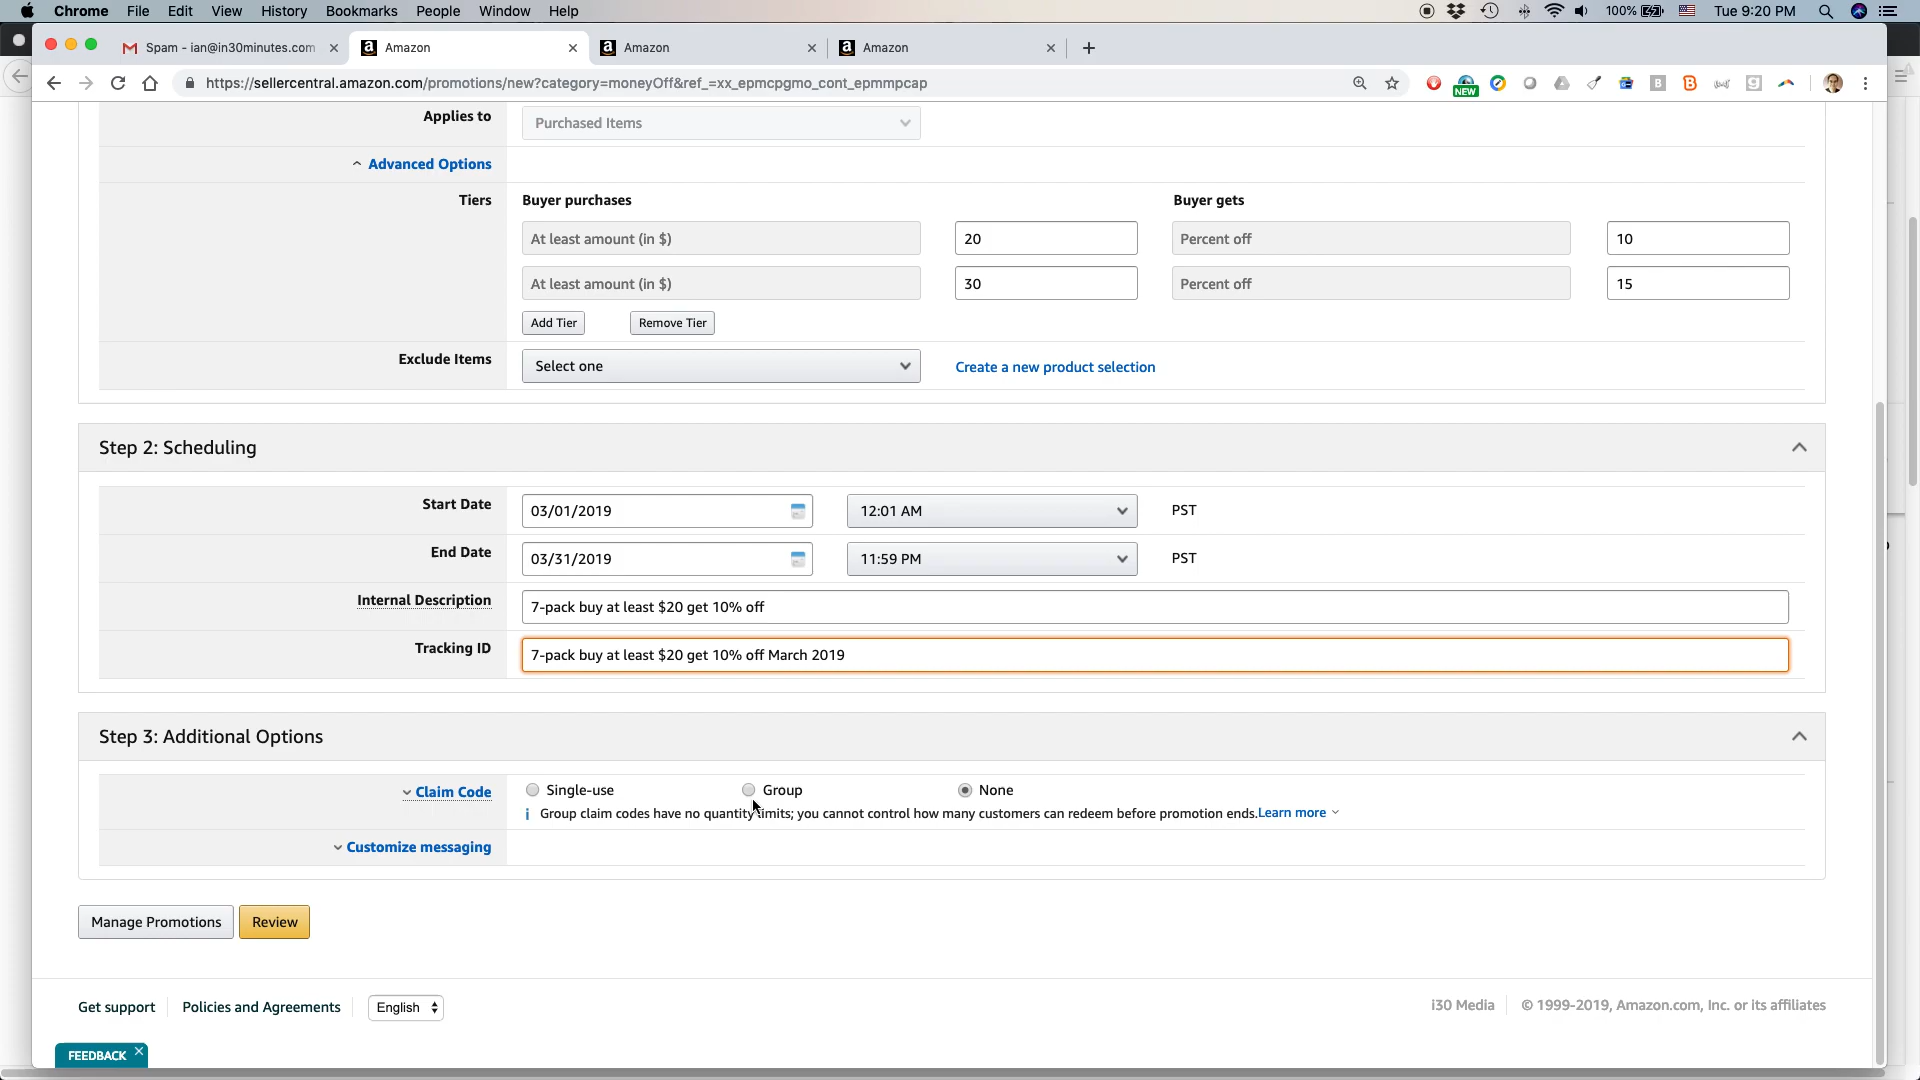 Chrome File Edit View History Bookmarks People Window Help 100% Tue 9:20 PM
Spam - ian@in30minutes.com Amazon Amazon Amazon
https://sellercentral.amazon.com/promotions/new?category=moneyOff&ref_=xx_epmcpgmo_cont_epmmpcap NEW
Applies to Purchased Items
Advanced Options
Tiers Buyer purchases Buyer gets
At least amount (in $) 20 Percent off 10
At least amount (in $) 30 Percent off 15
Add Tier Remove Tier
Exclude Items Select one Create a new product selection
Step 2: Scheduling
Start Date 03/01/2019 12:01 AM PST
End Date 03/31/2019 11:59 PM PST
Internal Description 7-pack buy at least $20 get 10% off
Tracking ID 7-pack buy at least $20 get 10% off March 2019
Step 3: Additional Options
Claim Code Single-use Group None
Group claim codes have no quantity limits; you cannot control how many customers can redeem before promotion ends. Learn more
Customize messaging
Manage Promotions Review
Get support Policies and Agreements English i30 Media © 1999-2019, Amazon.com, Inc. or its affiliates
FEEDBACK